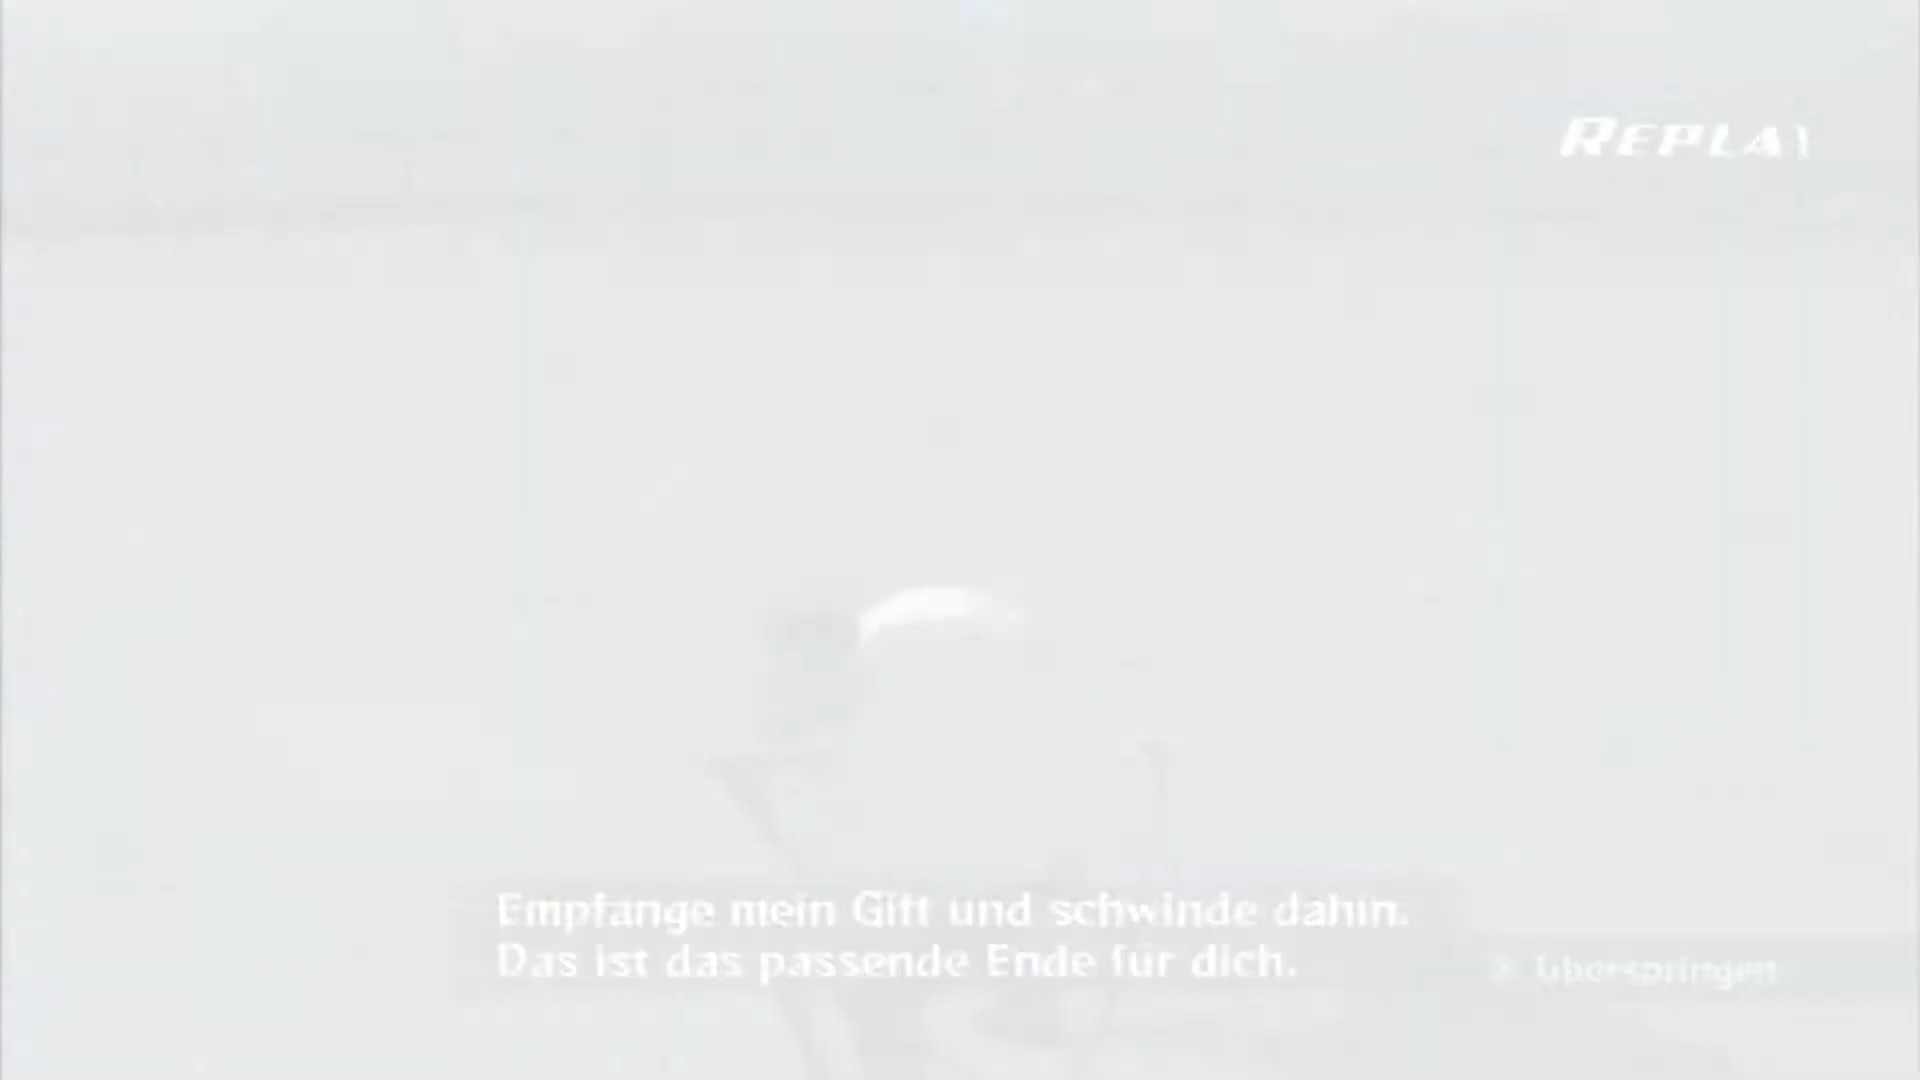 REPLAY
Empfange mein Gift und schwinde dahin.
Das ist das passende Ende für dich.
Überspringen